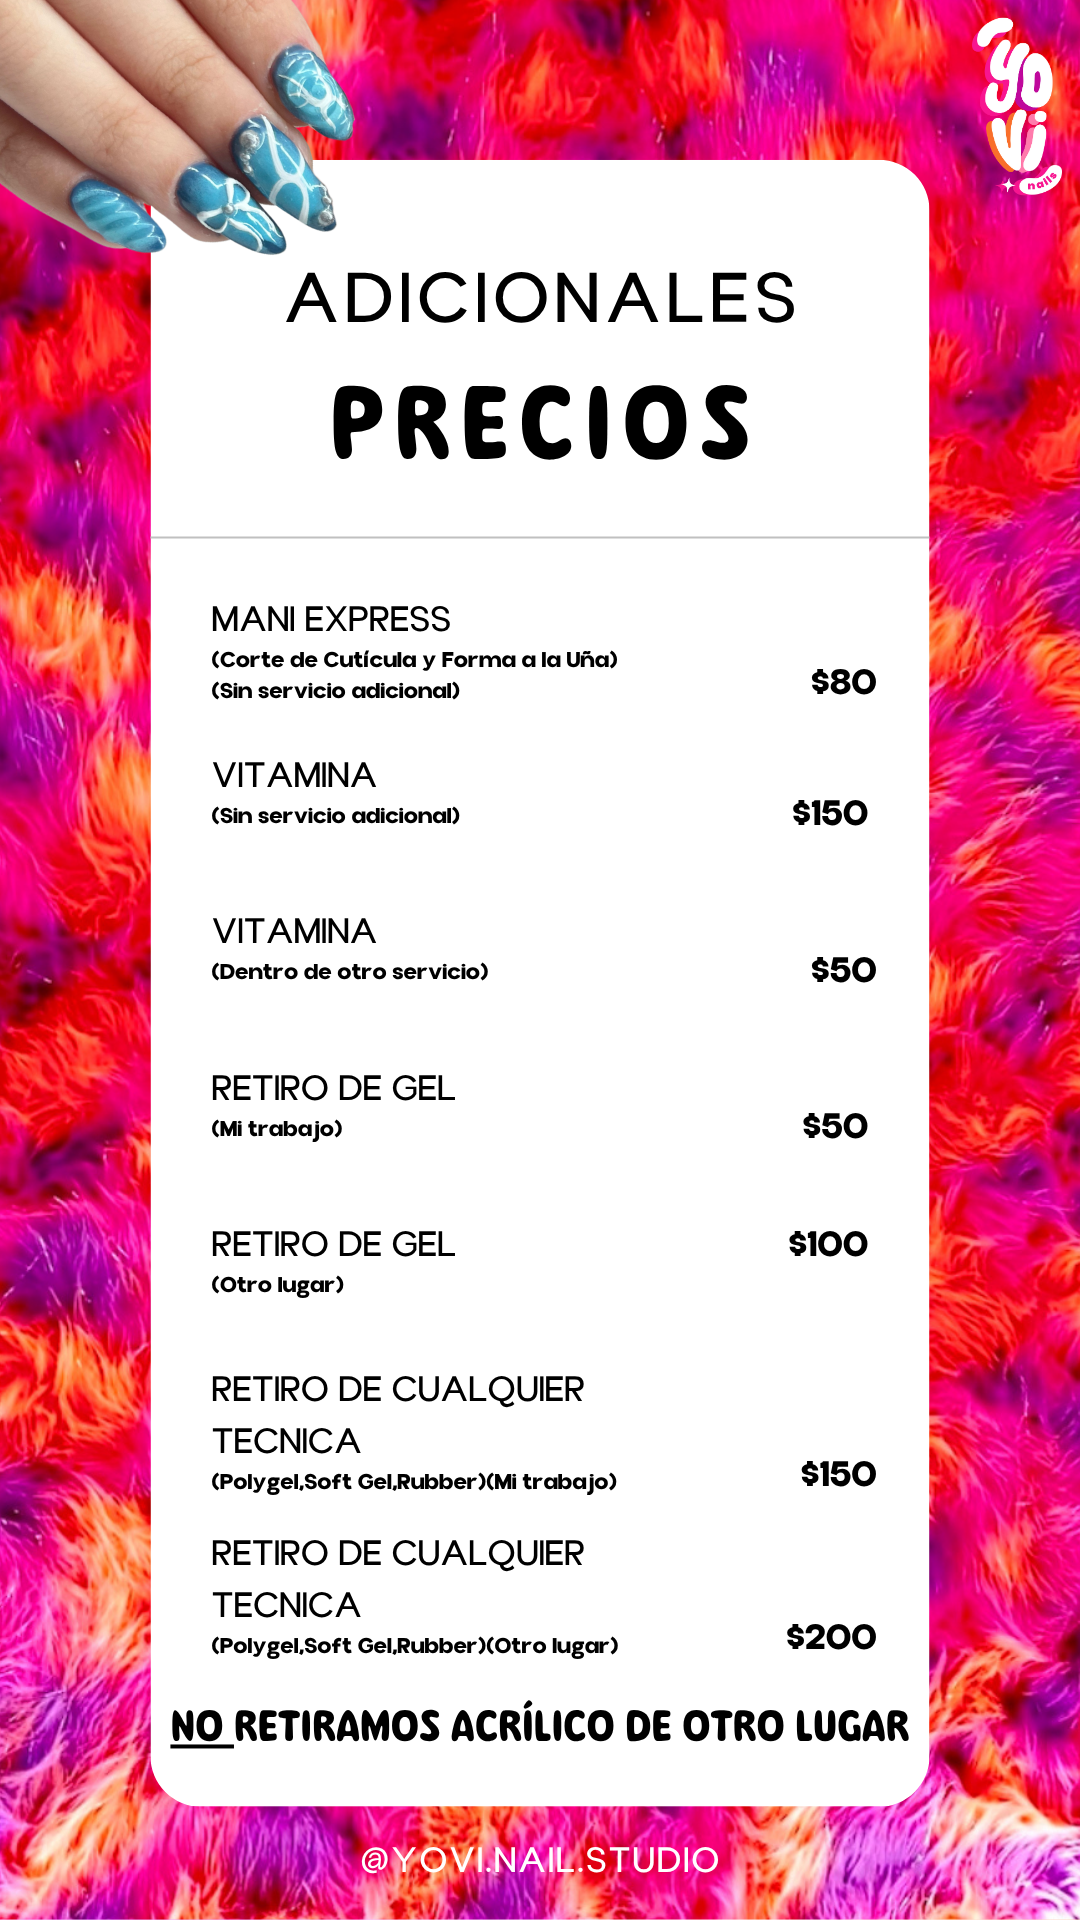 YOVi
nails
ADICIONALES
PRECIOS
MANI EXPRESS
(Corte de Cutícula y Forma a la Uña)
(Sin servicio adicional)
$80
VITAMINA
(Sin servicio adicional)
$150
VITAMINA
(Dentro de otro servicio)
$50
RETIRO DE GEL
(Mi trabajo)
$50
RETIRO DE GEL
$100
(Otro lugar)
RETIRO DE CUALQUIER
TECNICA
(Polygel,Soft Gel,Rubber)(Mi trabajo)
$150
RETIRO DE CUALQUIER
TECNICA
(Polygel,Soft Gel,Rubber)(Otro lugar)
$200
NO RETIRAMOS ACRÍLICO DE OTRO LUGAR
@YOVI.NAIL.STUDIO